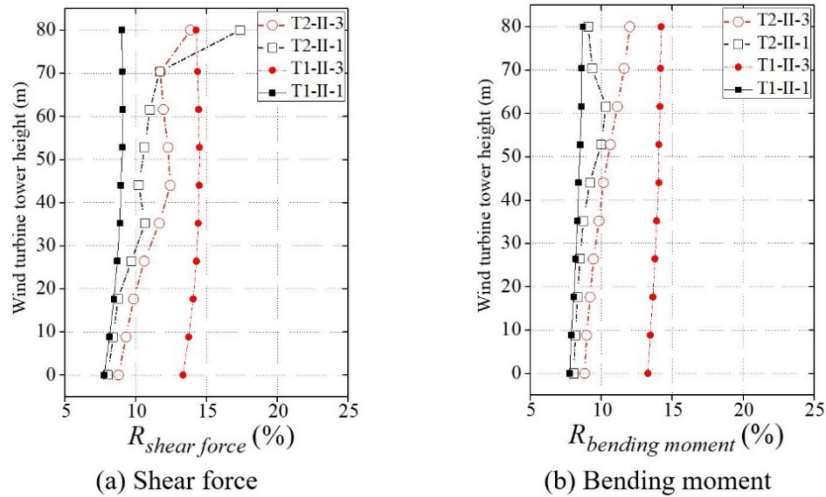 80
70
60
50
40
30
20
10
0
Wind turbine tower height (m)
T2-II-3
T2-II-1
T1-II-3
T1-II-1
5 10 15 20 25
R shear force (%)
(a) Shear force
80
70
60
50
40
30
20
10
0
Wind turbine tower height (m)
T2-II-3
T2-II-1
T1-II-3
T1-II-1
5 10 15 20 25
R bending moment (%)
(b) Bending moment